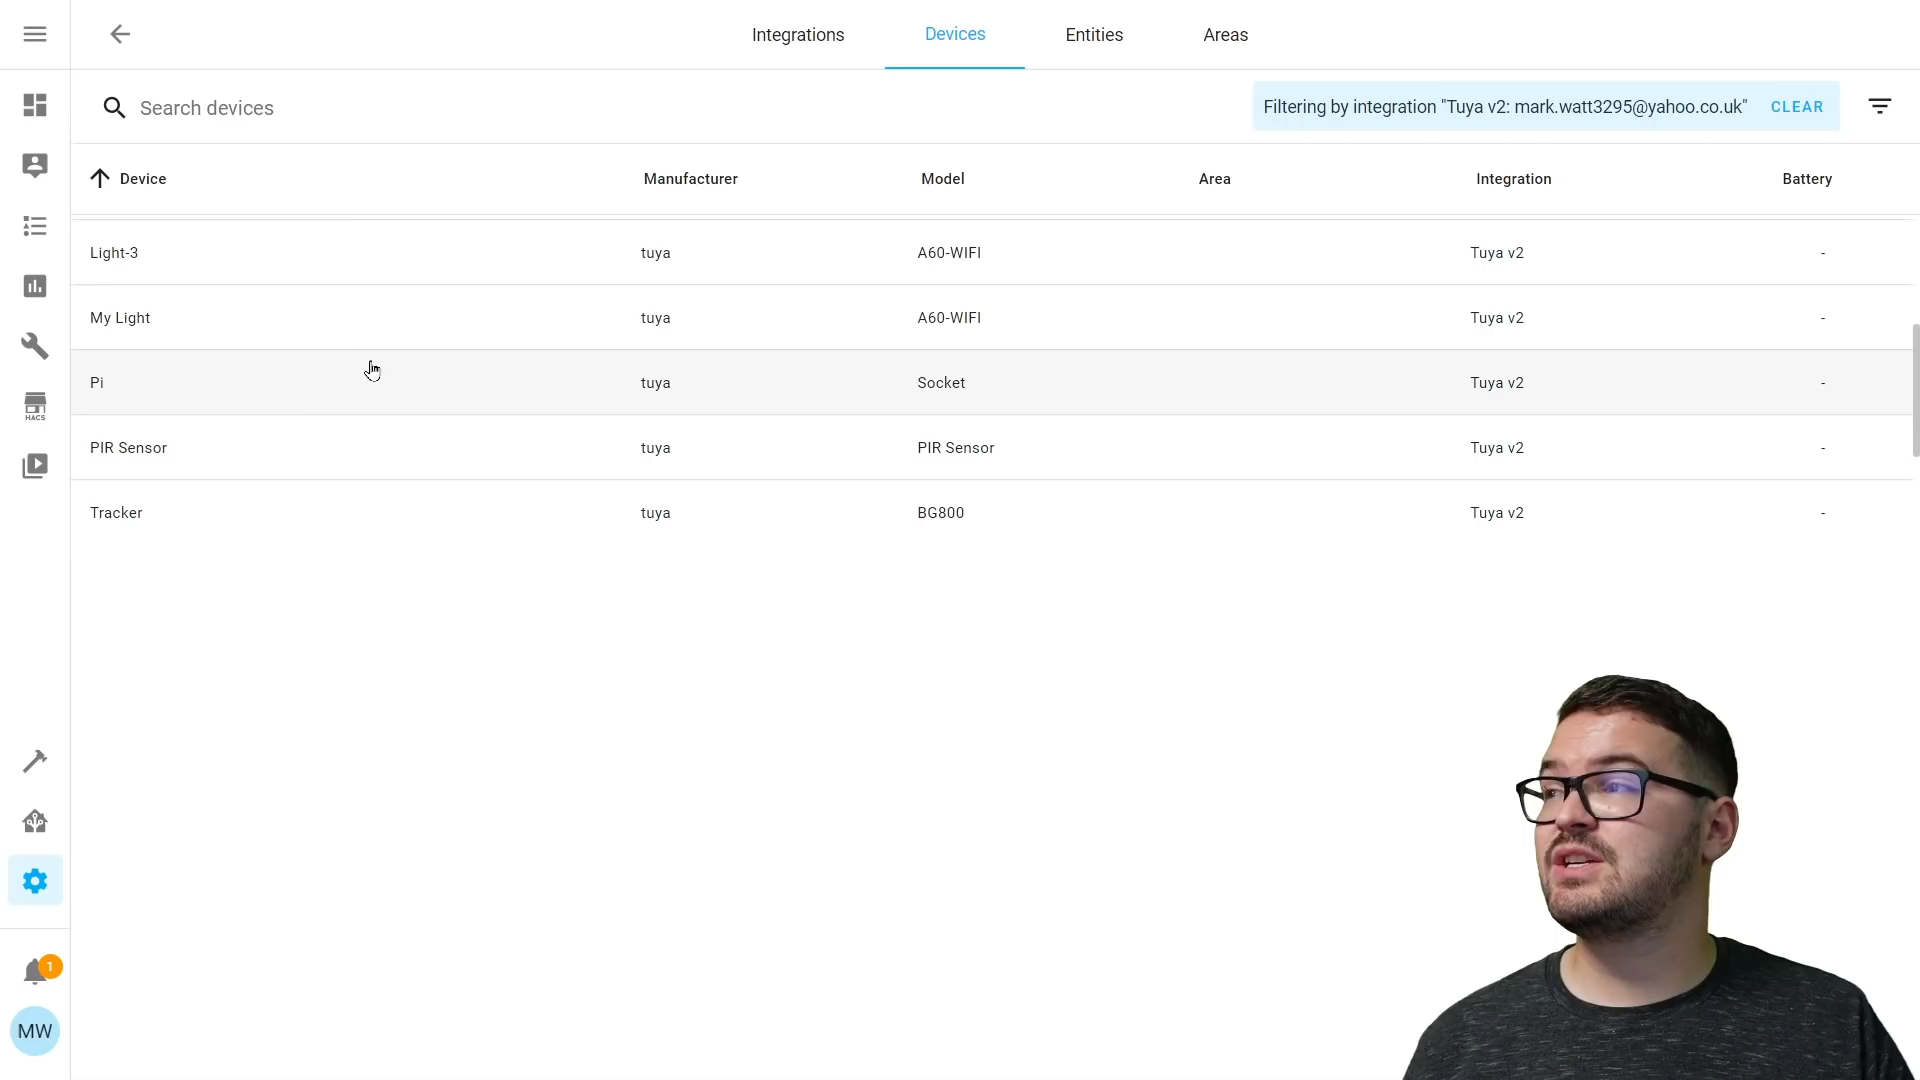 Integrations
Devices
Entities
Areas
Search devices
Filtering by integration "Tuya v2: mark.watt3295@yahoo.co.uk" CLEAR
Device Manufacturer Model Area Integration Battery
Light-3 tuya A60-WIFI Tuya v2 -
My Light tuya A60-WIFI Tuya v2 -
Pi tuya Socket Tuya v2 -
PIR Sensor tuya PIR Sensor Tuya v2 -
Tracker tuya BG800 Tuya v2 -
HACS
1
MW